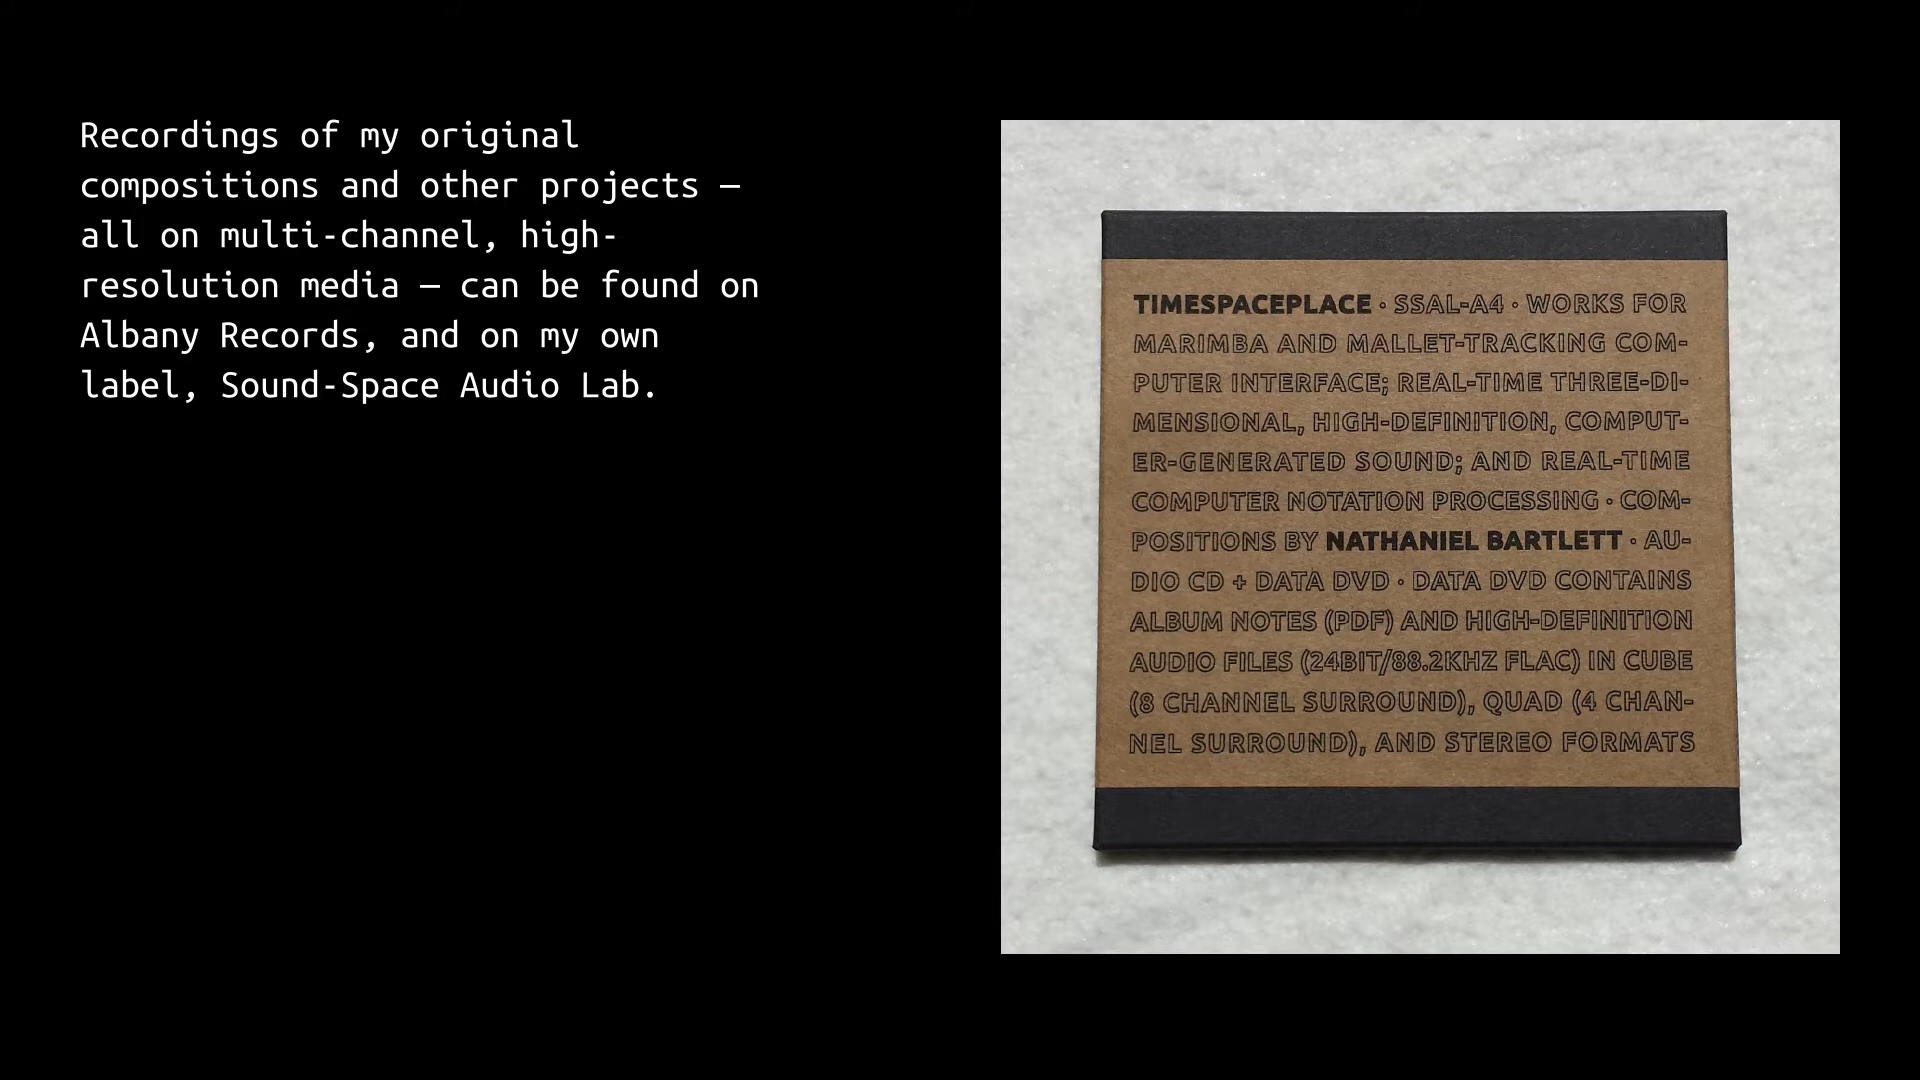 Recordings of my original
compositions and other projects —
all on multi-channel, high-
resolution media — can be found on
Albany Records, and on my own
label, Sound-Space Audio Lab.
TIMESPACEPLACE · SSAL-A4 · WORKS FOR
MARIMBA AND MALLET-TRACKING COM-
PUTER INTERFACE; REAL-TIME THREE-DI-
MENSIONAL, HIGH-DEFINITION, COMPUT-
ER-GENERATED SOUND; AND REAL-TIME
COMPUTER NOTATION PROCESSING · COM-
POSITIONS BY NATHANIEL BARTLETT · AU-
DIO CD + DATA DVD · DATA DVD CONTAINS
ALBUM NOTES (PDF) AND HIGH-DEFINITION
AUDIO FILES (24BIT/88.2KHZ FLAC) IN CUBE
(8 CHANNEL SURROUND), QUAD (4 CHAN-
NEL SURROUND), AND STEREO FORMATS